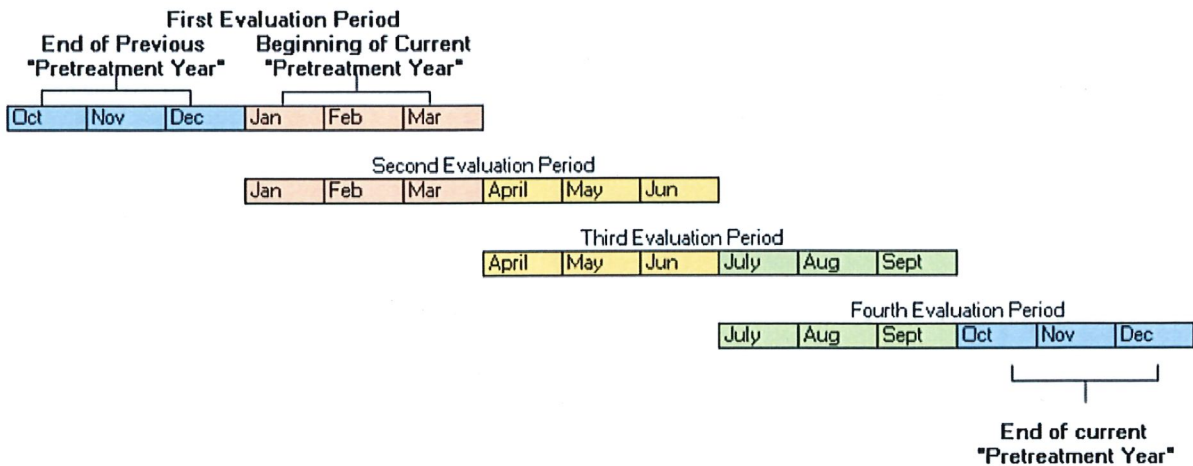 First Evaluation Period
End of Previous Beginning of Current
"Pretreatment Year" "Pretreatment Year"
Oct Nov Dec Jan Feb Mar
Second Evaluation Period
Jan Feb Mar April May Jun
Third Evaluation Period
April May Jun July Aug Sept
Fourth Evaluation Period
July Aug Sept Oct Nov Dec
End of current
"Pretreatment Year"